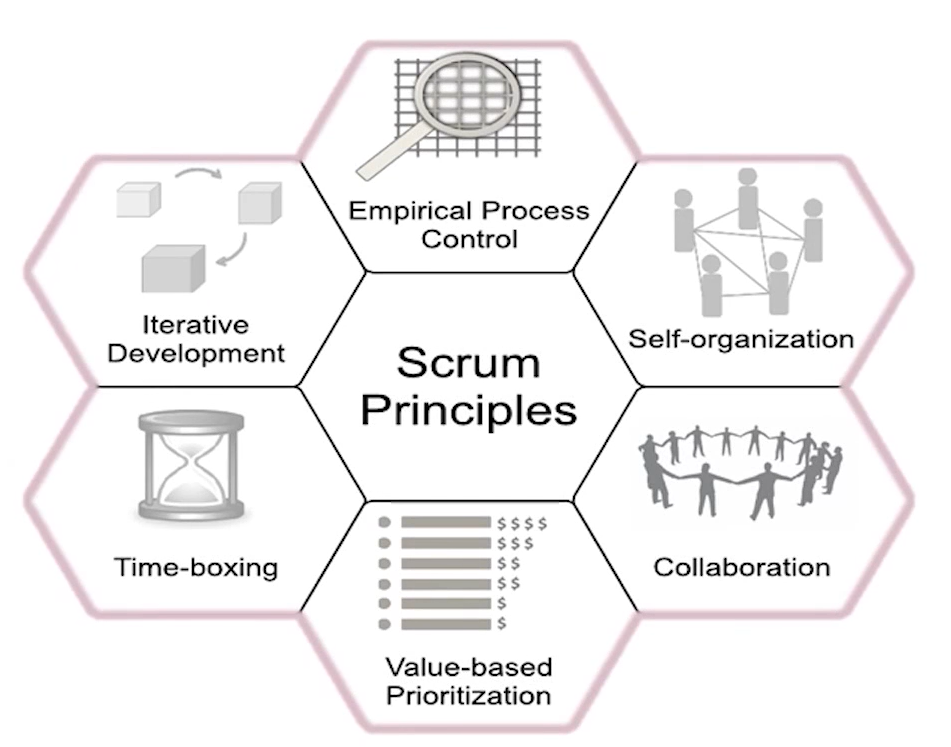 Empirical Process
Control
Iterative
Development
Self-organization
Scrum
Principles
Time-boxing
Collaboration
$$$$
$$$
$$
$$
$
$
Value-based
Prioritization